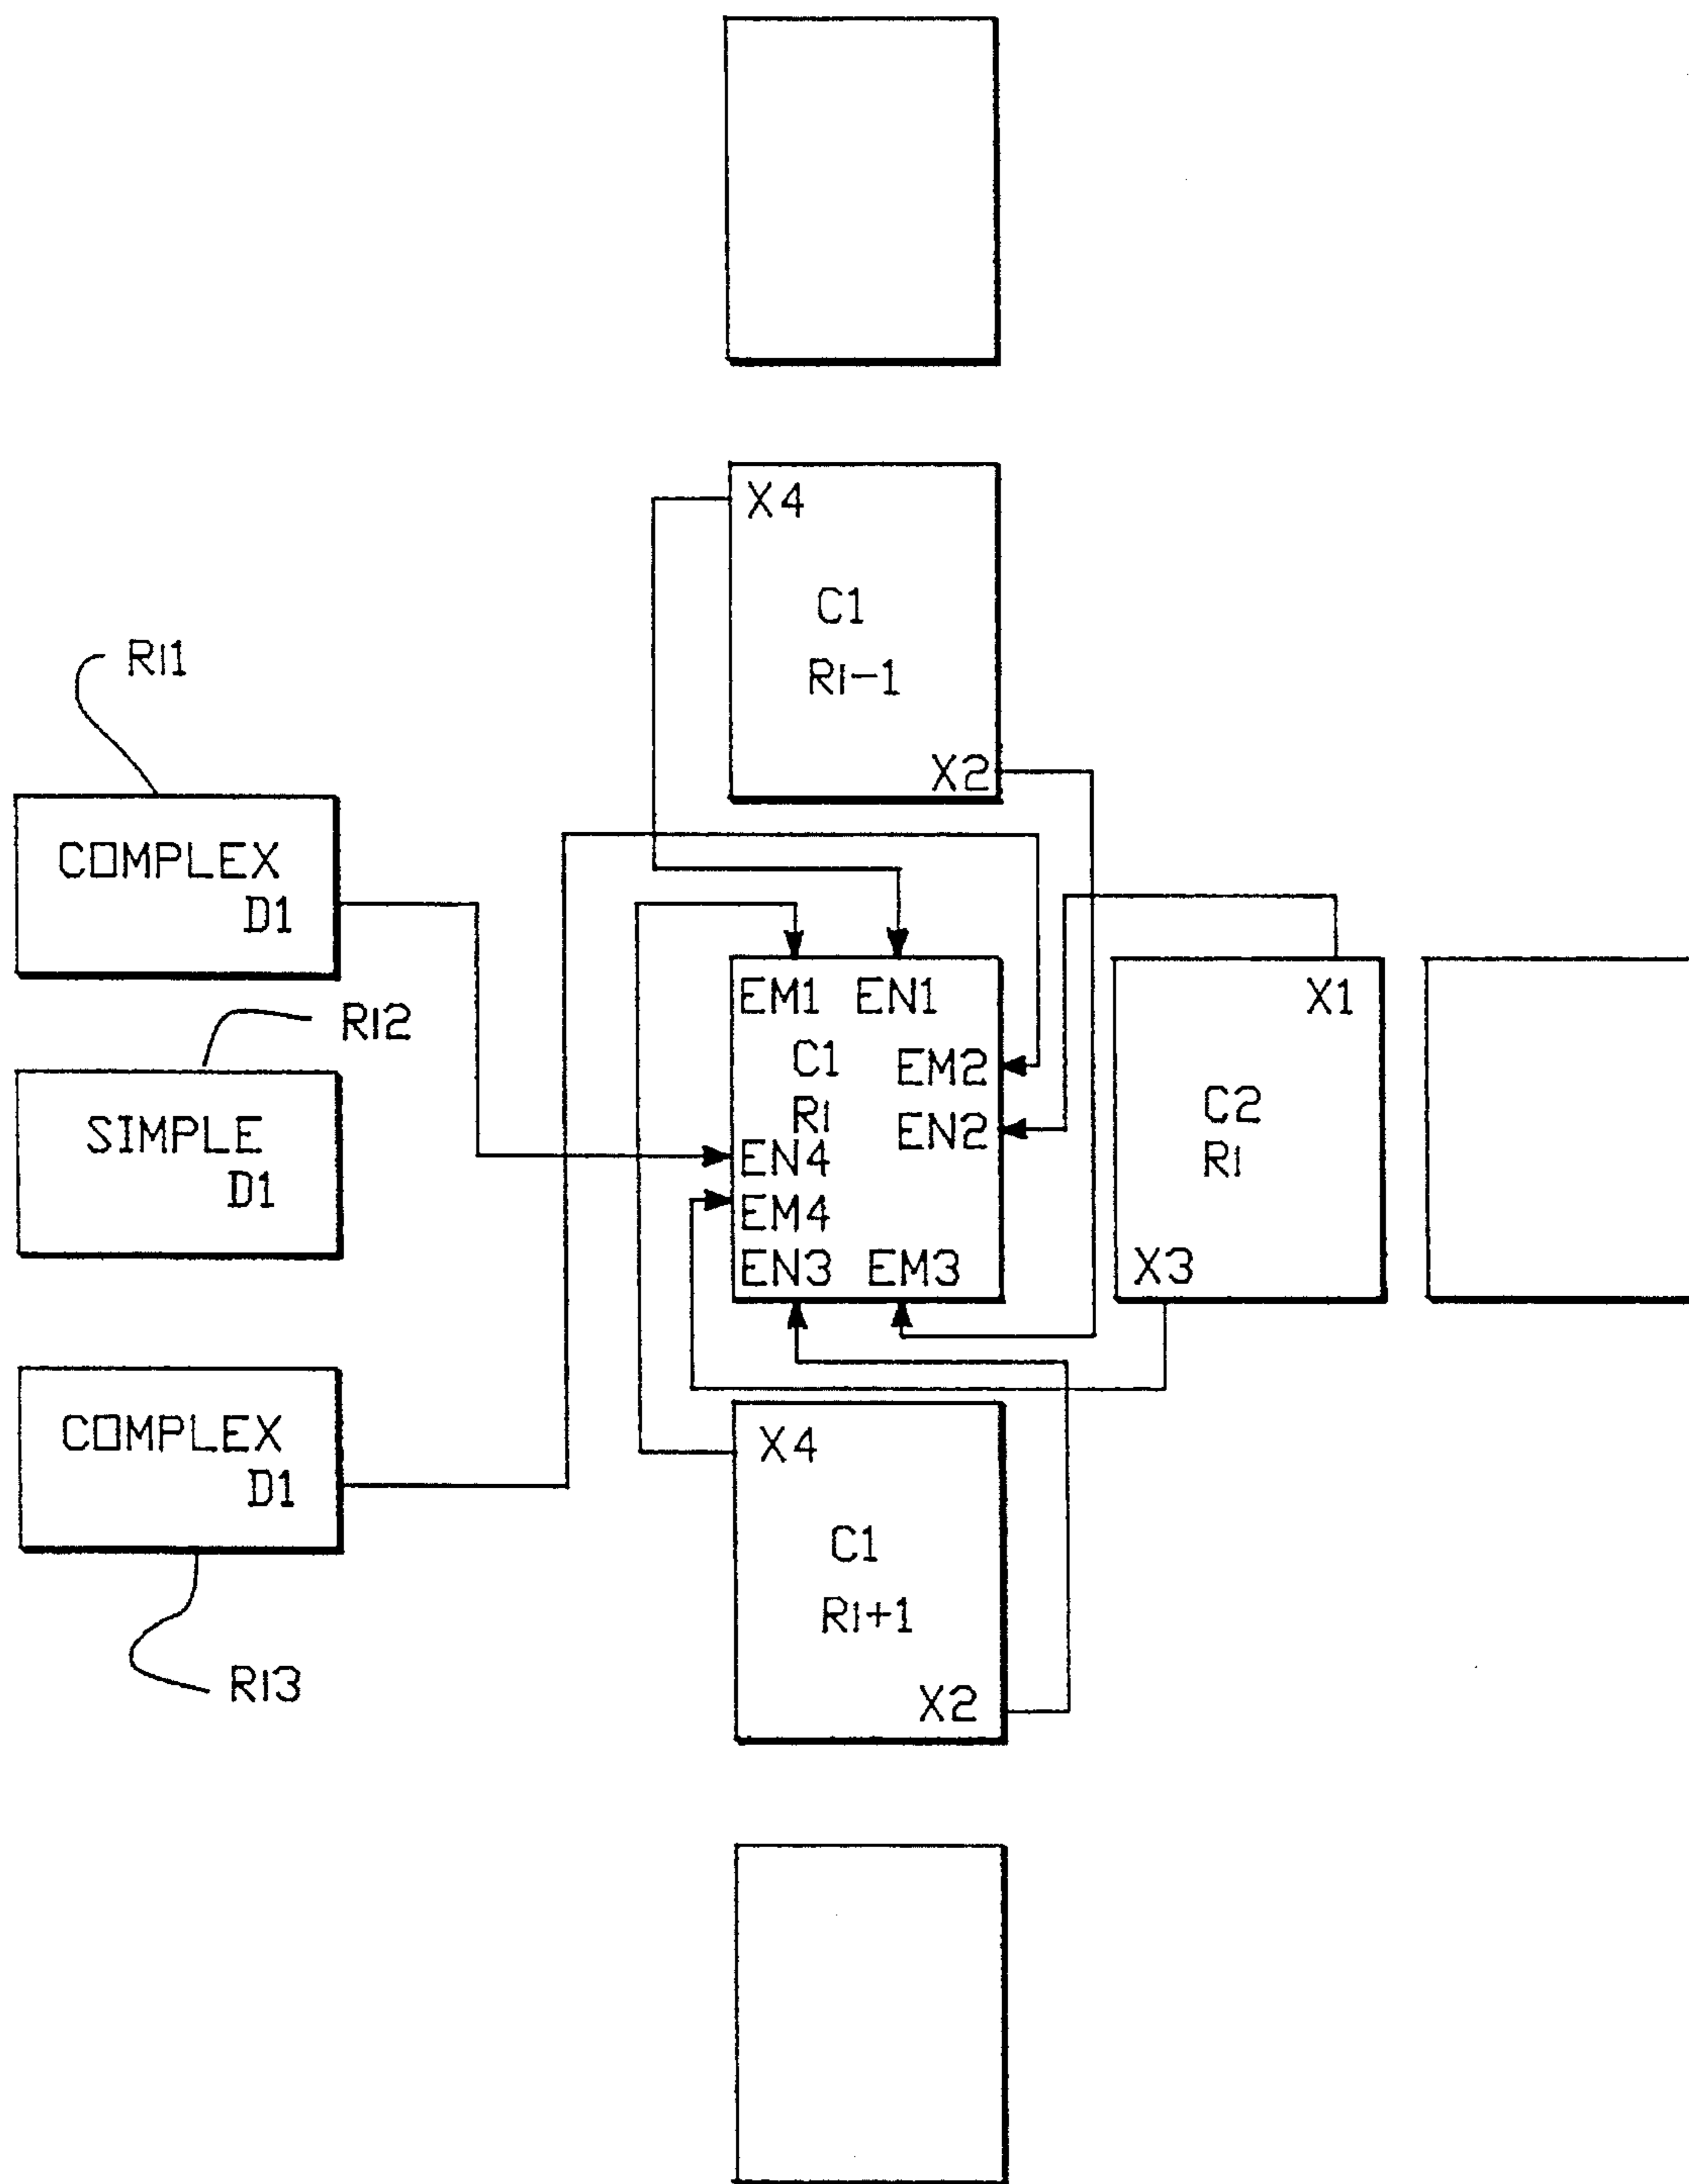 X4
C1
Ri-1
X2
Ri1
COMPLEX
D1
Ri2
SIMPLE
D1
COMPLEX
D1
Ri3
EM1 EN1
C1
Ri
EM2
EN2
EN4
EM4
EN3 EM3
X1
C2
Ri
X3
X4
C1
Ri+1
X2